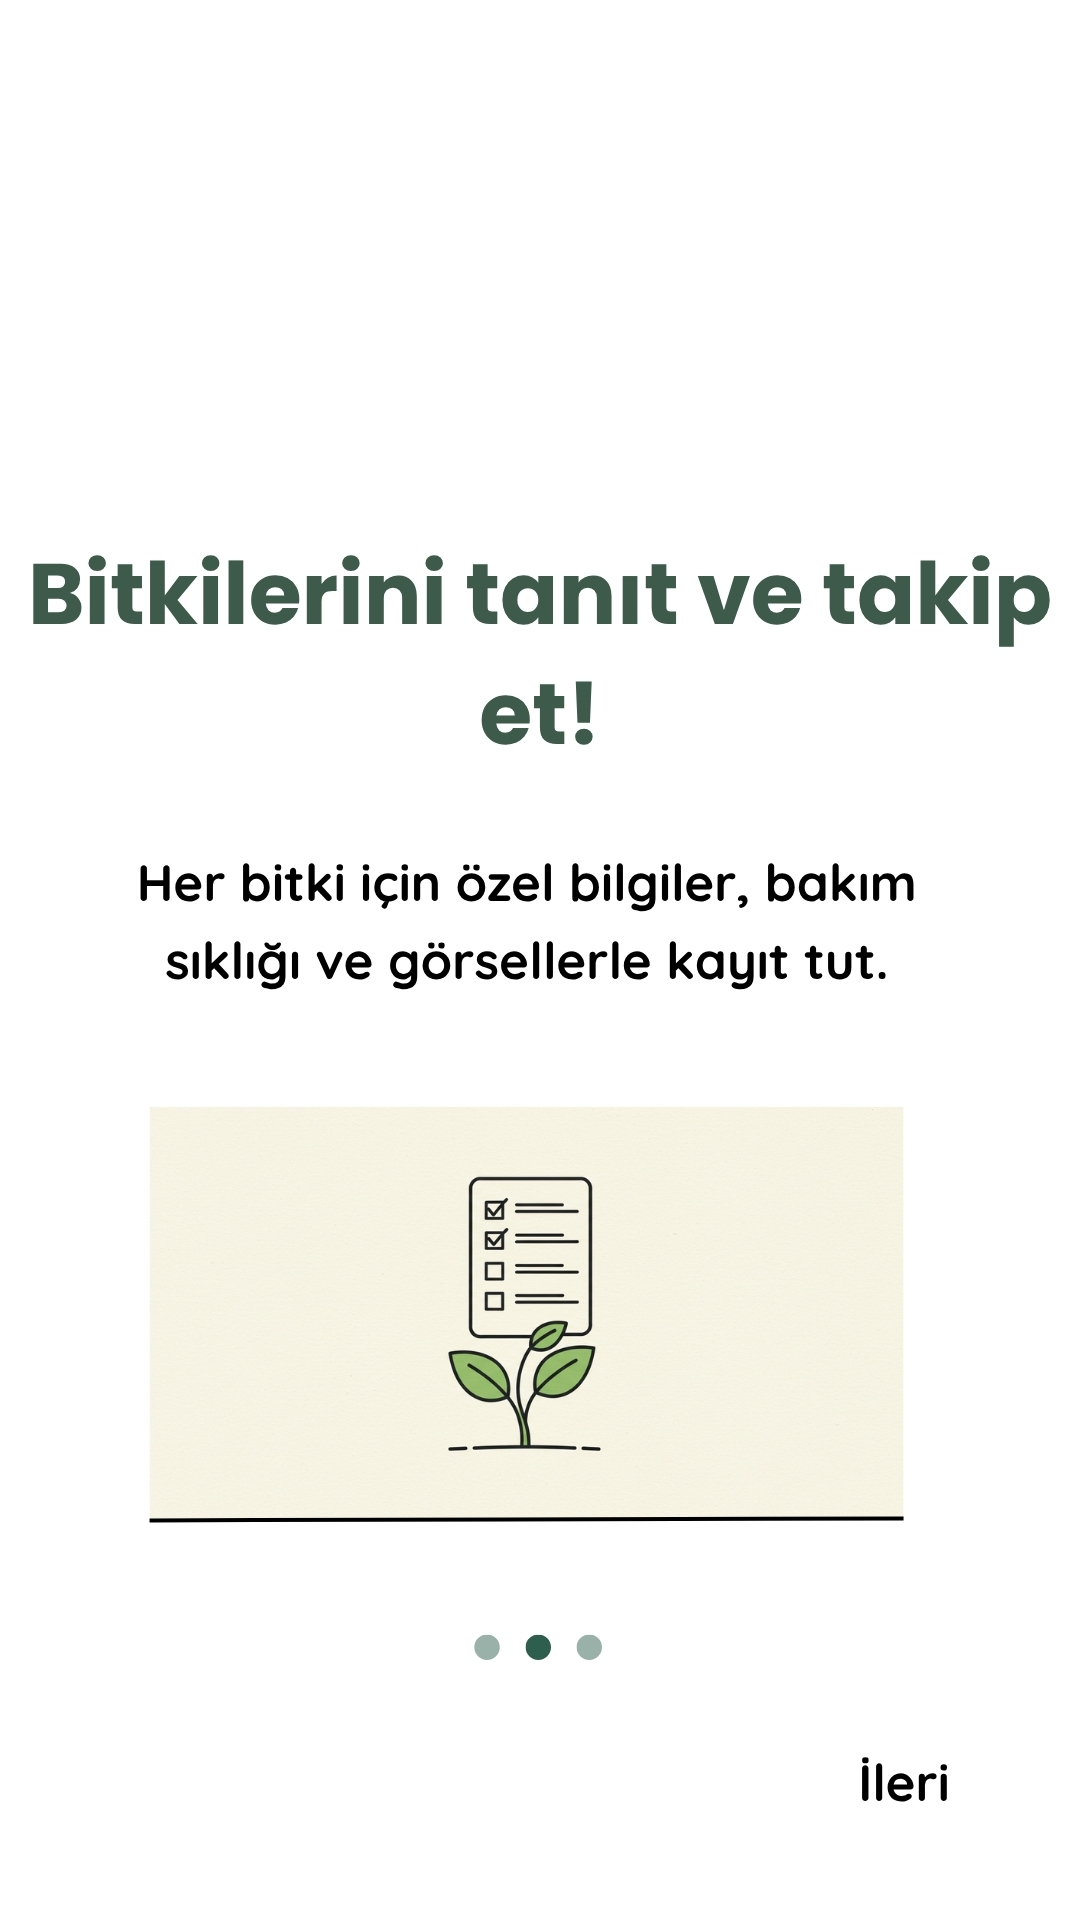 Bitkilerini tanıt ve takip
et!
Her bitki için özel bilgiler, bakım
sıklığı ve görsellerle kayıt tut.
İleri